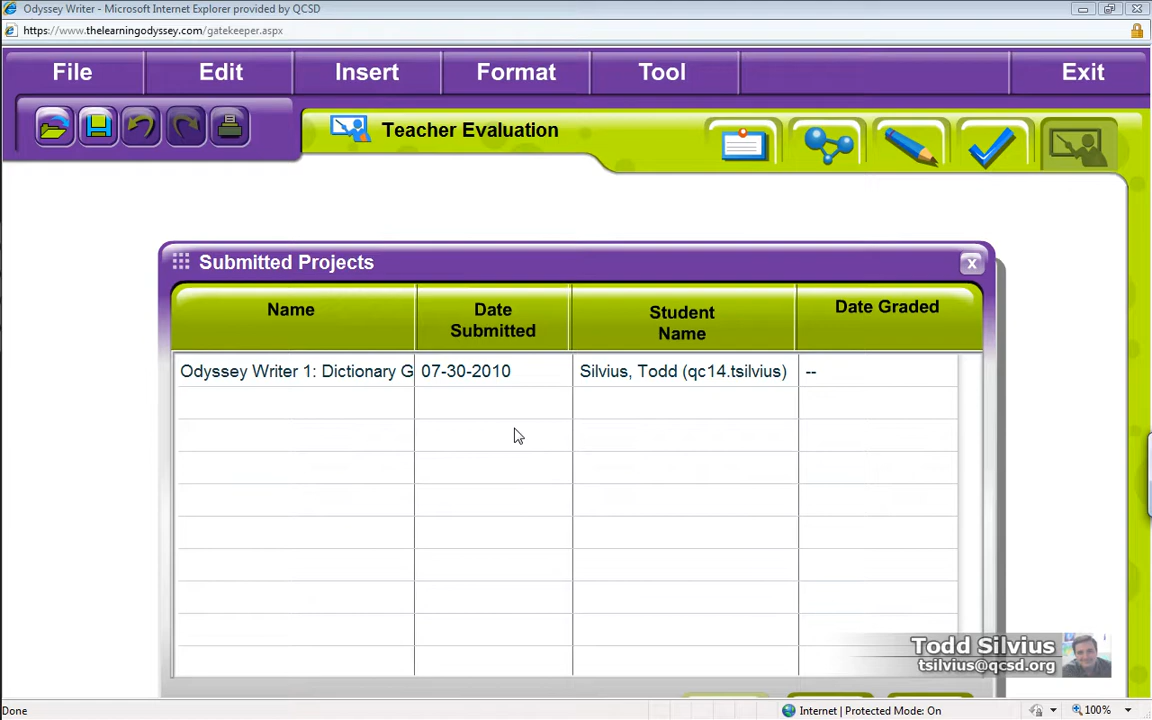 Odyssey Writer - Microsoft Internet Explorer provided by QCSD
https://www.thelearningodyssey.com/gatekeeper.aspx
File Edit Insert Format Tool Exit
Teacher Evaluation
Submitted Projects
Name Date Submitted Student Name Date Graded
Odyssey Writer 1: Dictionary G 07-30-2010 Silvius, Todd (qc14.tsilvius) --
Todd Silvius
tsilvius@qcsd.org
Done Internet | Protected Mode: On 100%